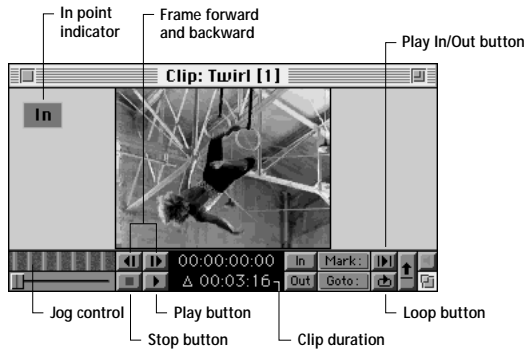 In point
indicator
Frame forward
and backward
Play In/Out button
Clip: Twirl [1]
In
00:00:00:00 In Mark:
Δ 00:03:16 Out Goto:
Jog control
Play button
Loop button
Stop button
Clip duration